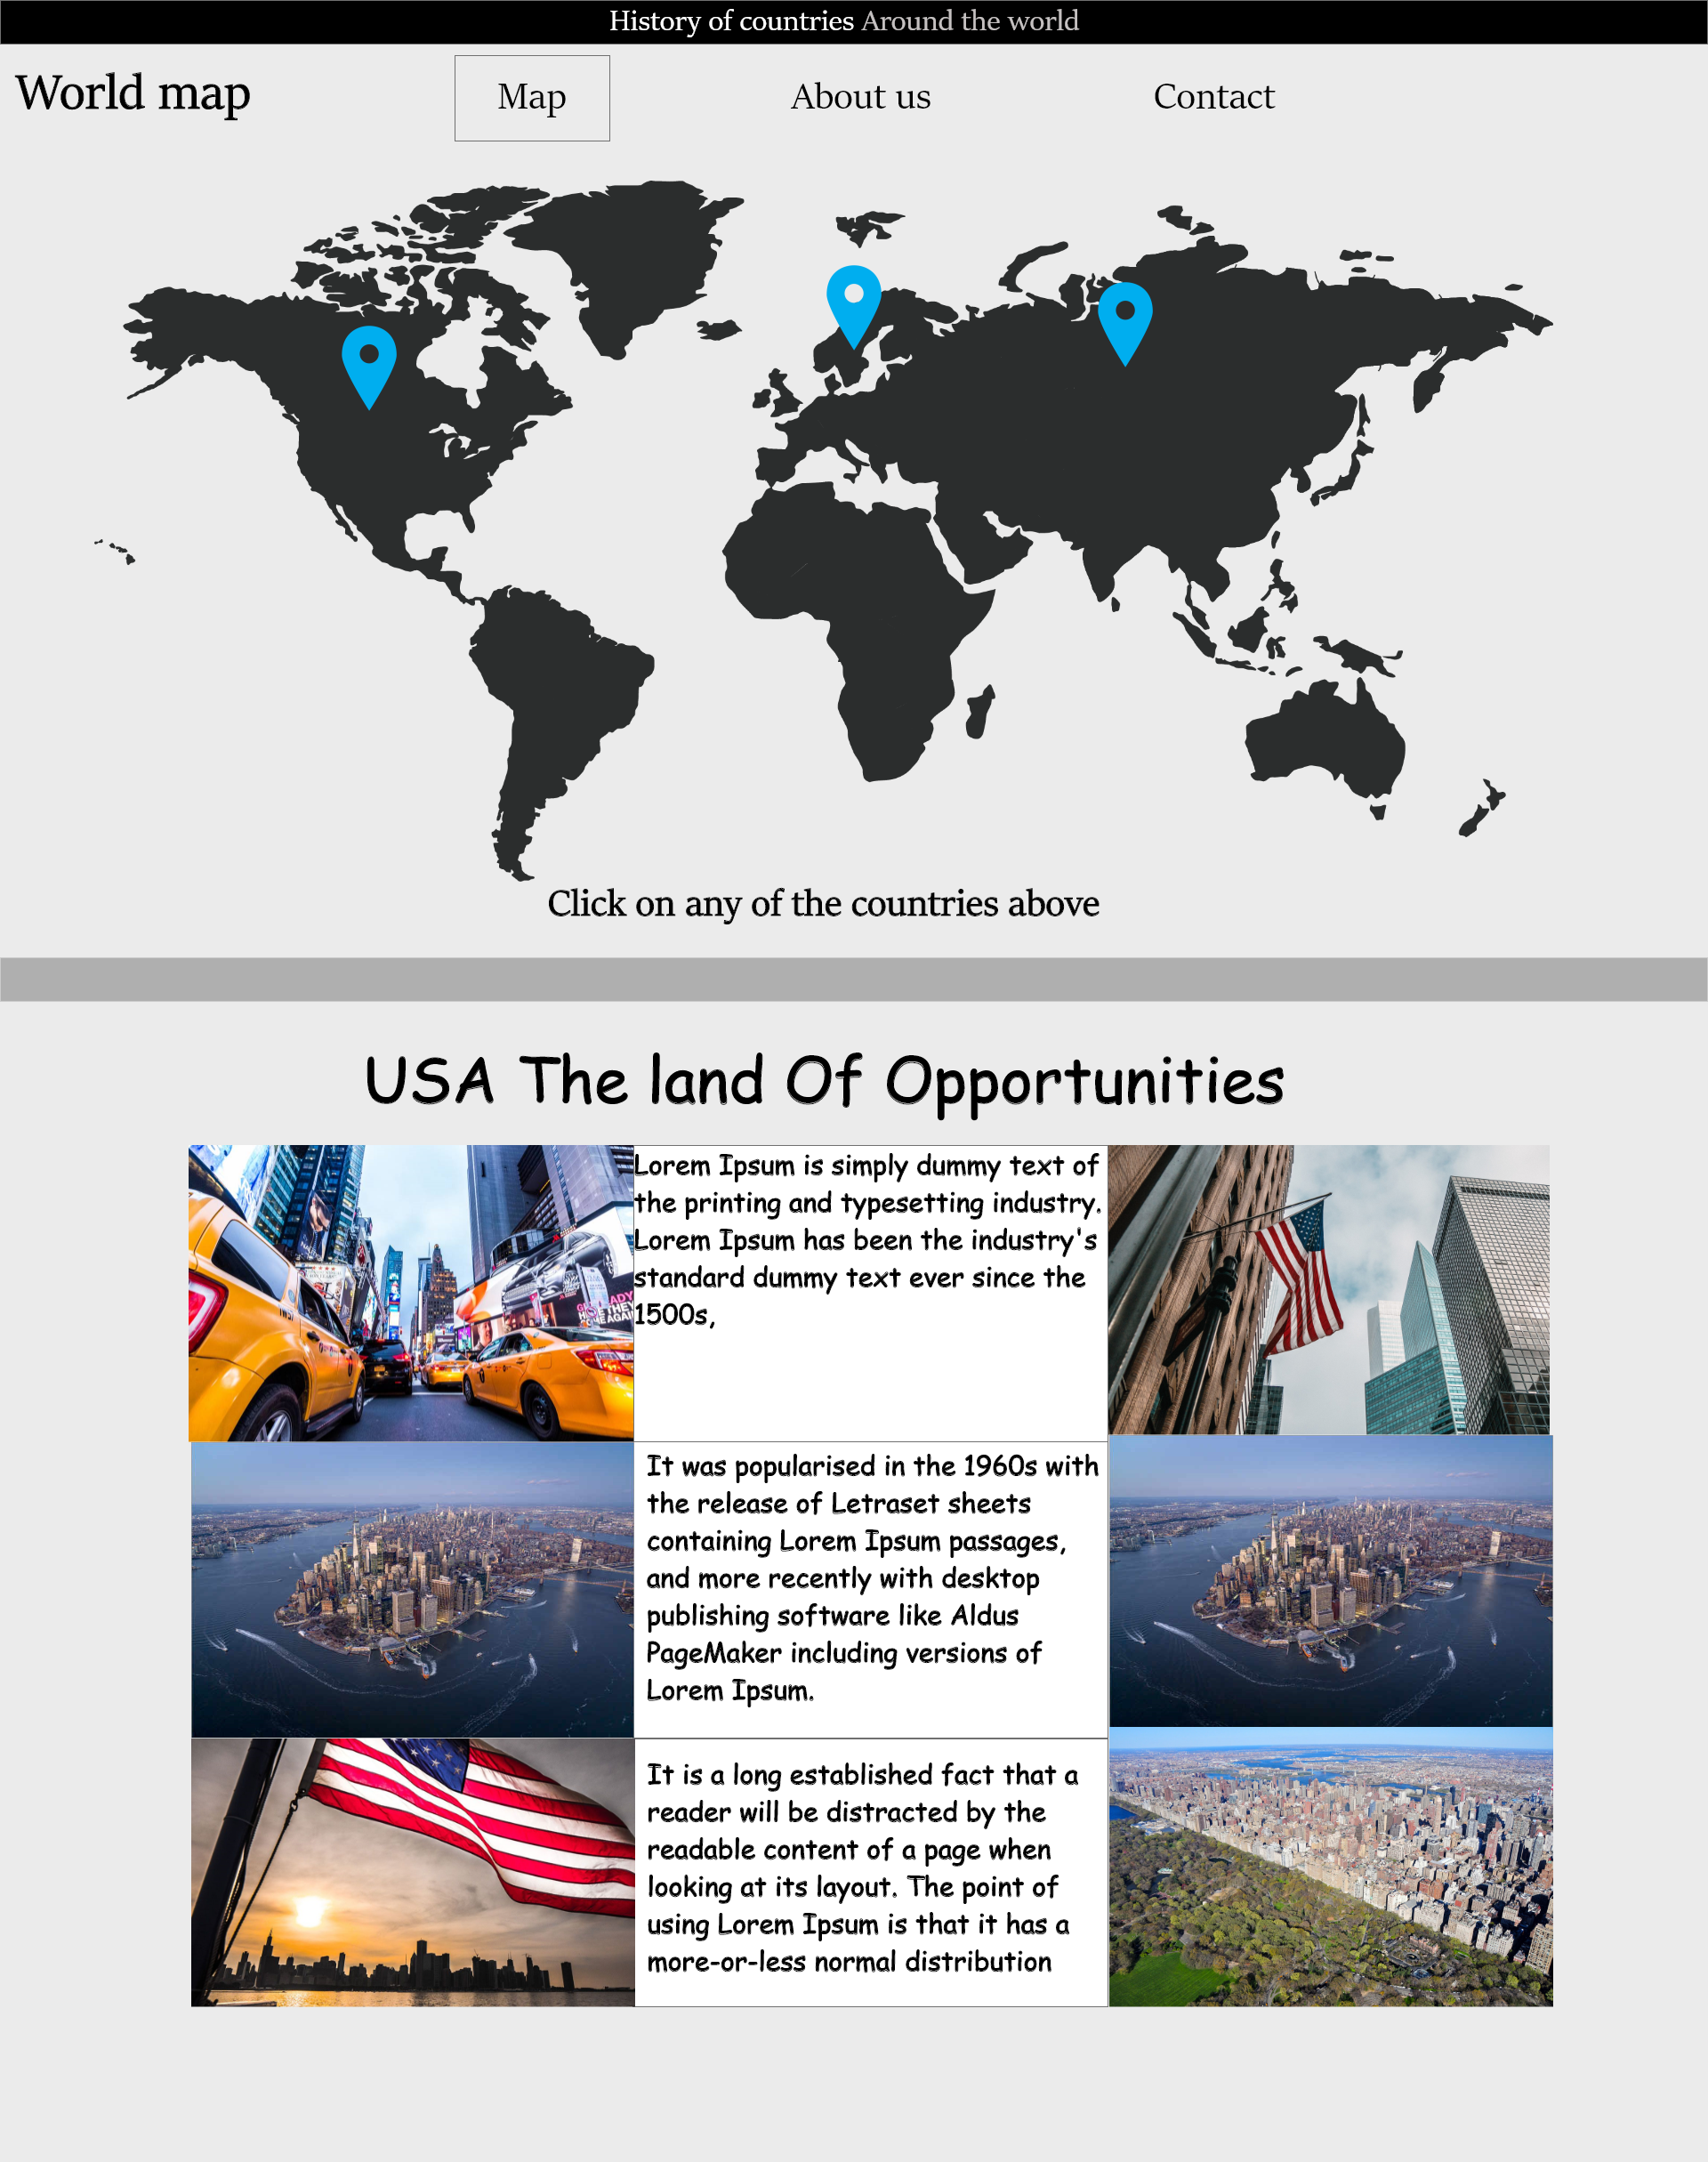 History of countries Around the world
World map
Map
About us
Contact
Click on any of the countries above
USA The land Of Opportunities
Lorem Ipsum is simply dummy text of
the printing and typesetting industry.
Lorem Ipsum has been the industry's
standard dummy text ever since the
1500s,
It was popularised in the 1960s with
the release of Letraset sheets
containing Lorem Ipsum passages,
and more recently with desktop
publishing software like Aldus
PageMaker including versions of
Lorem Ipsum.
It is a long established fact that a
reader will be distracted by the
readable content of a page when
looking at its layout. The point of
using Lorem Ipsum is that it has a
more-or-less normal distribution